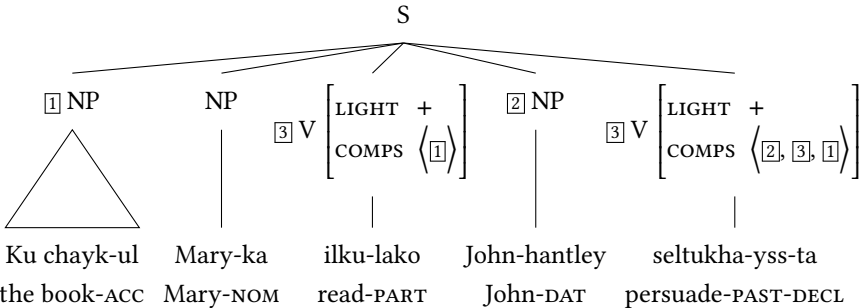 S
1 NP NP 3 V [LIGHT + COMPS ⟨1⟩] 2 NP 3 V [LIGHT + COMPS ⟨2, 3, 1⟩]
Ku chayk-ul Mary-ka ilku-lako John-hantley seltukha-yss-ta
the book-ACC Mary-NOM read-PART John-DAT persuade-PAST-DECL